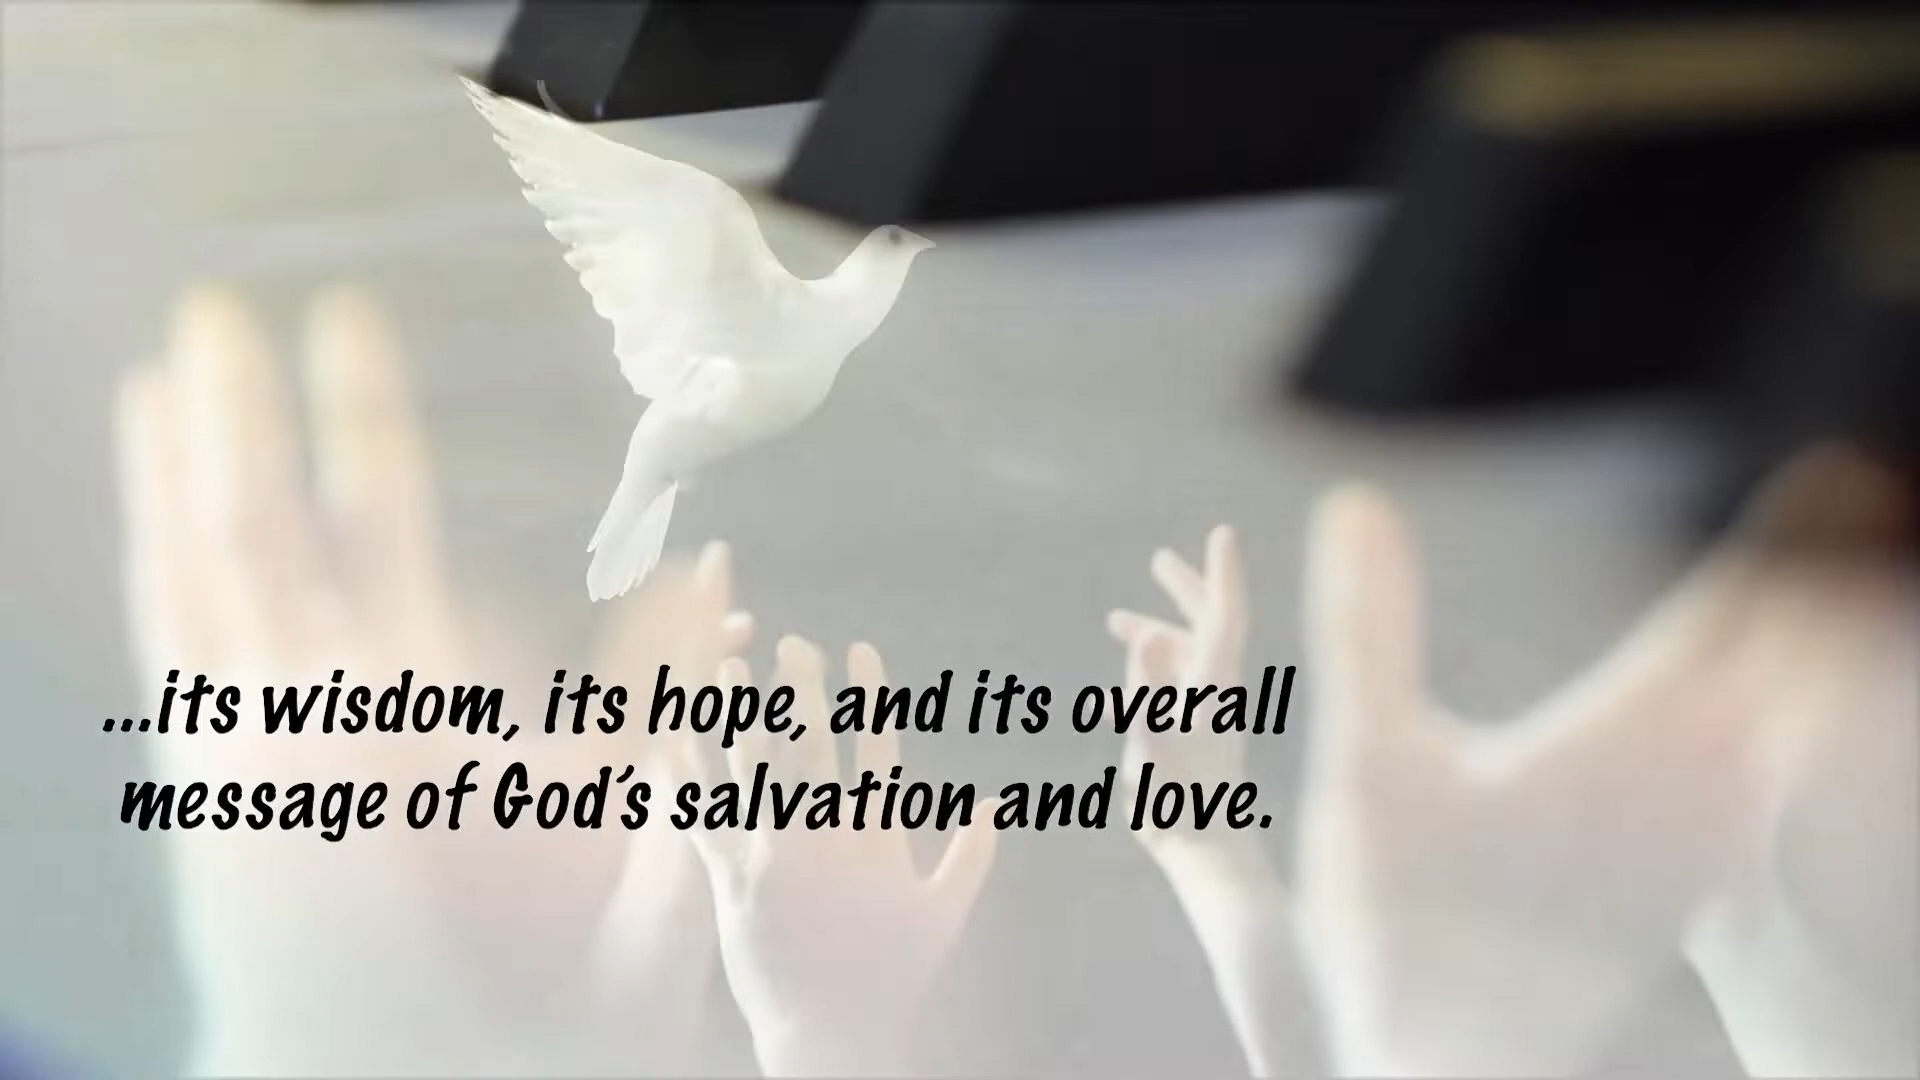 ...its wisdom, its hope, and its overall
message of God's salvation and love.